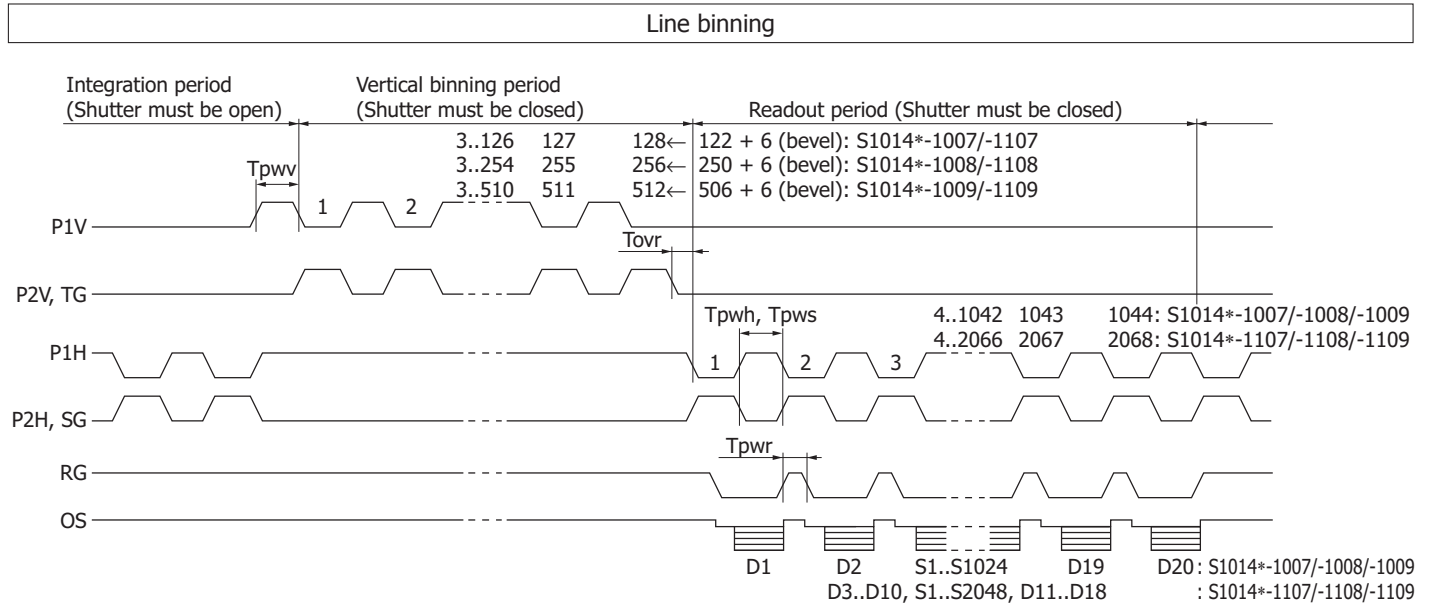 Line binning
Integration period
(Shutter must be open)
Vertical binning period
(Shutter must be closed)
Readout period (Shutter must be closed)
3..126 127 128← 122 + 6 (bevel): S1014*-1007/-1107
3..254 255 256← 250 + 6 (bevel): S1014*-1008/-1108
3..510 511 512← 506 + 6 (bevel): S1014*-1009/-1109
Tpwv
P1V 1 2
Tovr
P2V, TG
Tpwh, Tpws
4..1042 1043 1044: S1014*-1007/-1008/-1009
4..2066 2067 2068: S1014*-1107/-1108/-1109
P1H 1 2 3
P2H, SG
Tpwr
RG
OS
D1 D2 S1..S1024 D19 D20: S1014*-1007/-1008/-1009
D3..D10, S1..S2048, D11..D18 : S1014*-1107/-1108/-1109